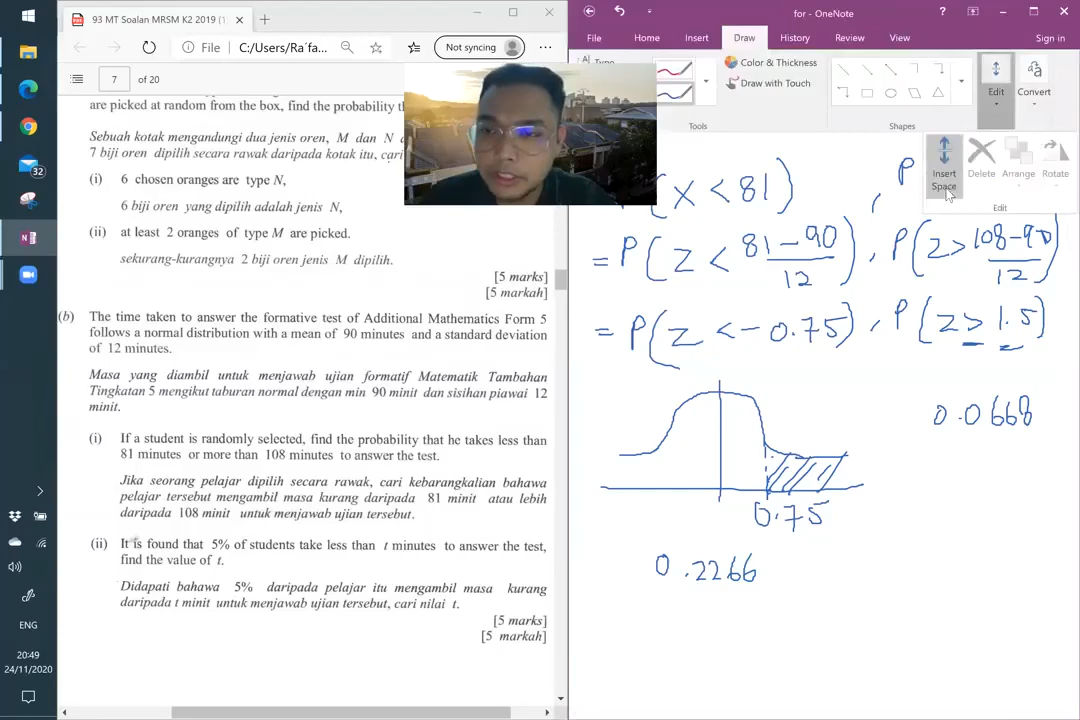 93 MT Soalan MRSM K2 2019 (
File
C:/Users/Ra´fa...
Not syncing
7 of 20
are picked at random from the box, find the probability
Sebuah kotak mengandungi dua jenis oren, M dan N
7 biji oren dipilih secara rawak daripada kotak itu, cari
(i) 6 chosen oranges are type N,
6 biji oren yang dipilih adalah jenis N,
(ii) at least 2 oranges of type M are picked.
sekurang-kurangnya 2 biji oren jenis M dipilih.
[5 marks]
[5 markah]
(b) The time taken to answer the formative test of Additional Mathematics Form 5
follows a normal distribution with a mean of 90 minutes and a standard deviation
of 12 minutes.
Masa yang diambil untuk menjawab ujian formatif Matematik Tambahan
Tingkatan 5 mengikut taburan normal dengan min 90 minit dan sisihan piawai 12
minit.
(i) If a student is randomly selected, find the probability that he takes less than
81 minutes or more than 108 minutes to answer the test.
Jika seorang pelajar dipilih secara rawak, cari kebarangkalian bahawa
pelajar tersebut mengambil masa kurang daripada 81 minit atau lebih
daripada 108 minit untuk menjawab ujian tersebut.
(ii) It is found that 5% of students take less than t minutes to answer the test,
find the value of t.
Didapati bahawa 5% daripada pelajar itu mengambil masa kurang
daripada t minit untuk menjawab ujian tersebut, cari nilai t.
[5 marks]
[5 markah]
32
ENG
20:49
24/11/2020
for - OneNote
File Home Insert Draw History Review View Sign in
Type
Color & Thickness
Draw with Touch
Edit
Convert
Tools
Shapes
Insert Space
Delete
Arrange
Rotate
Edit
(X < 81) , P
= P(Z < 81-90/12), P(Z > 108-90/12)
= P(Z < -0.75), P(Z > 1.5)
0.0668
0.75
0.2266